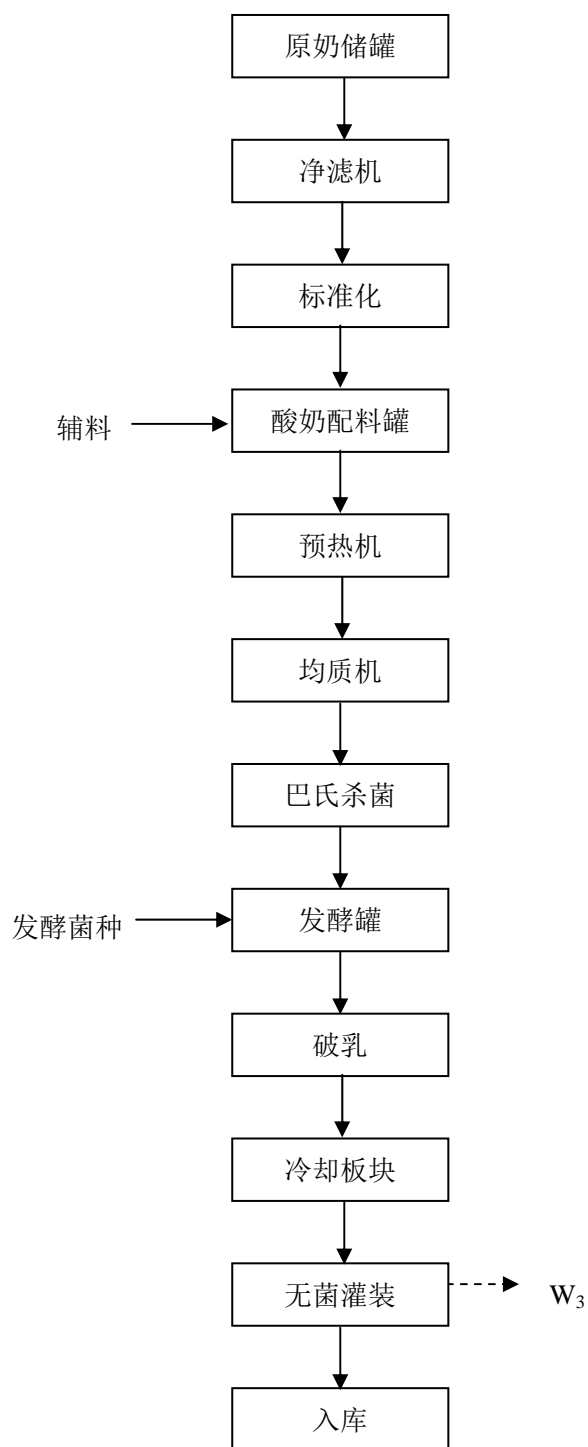 原奶储罐
净滤机
标准化
辅料
酸奶配料罐
预热机
均质机
巴氏杀菌
发酵菌种
发酵罐
破乳
冷却板块
无菌灌装
W₃
入库